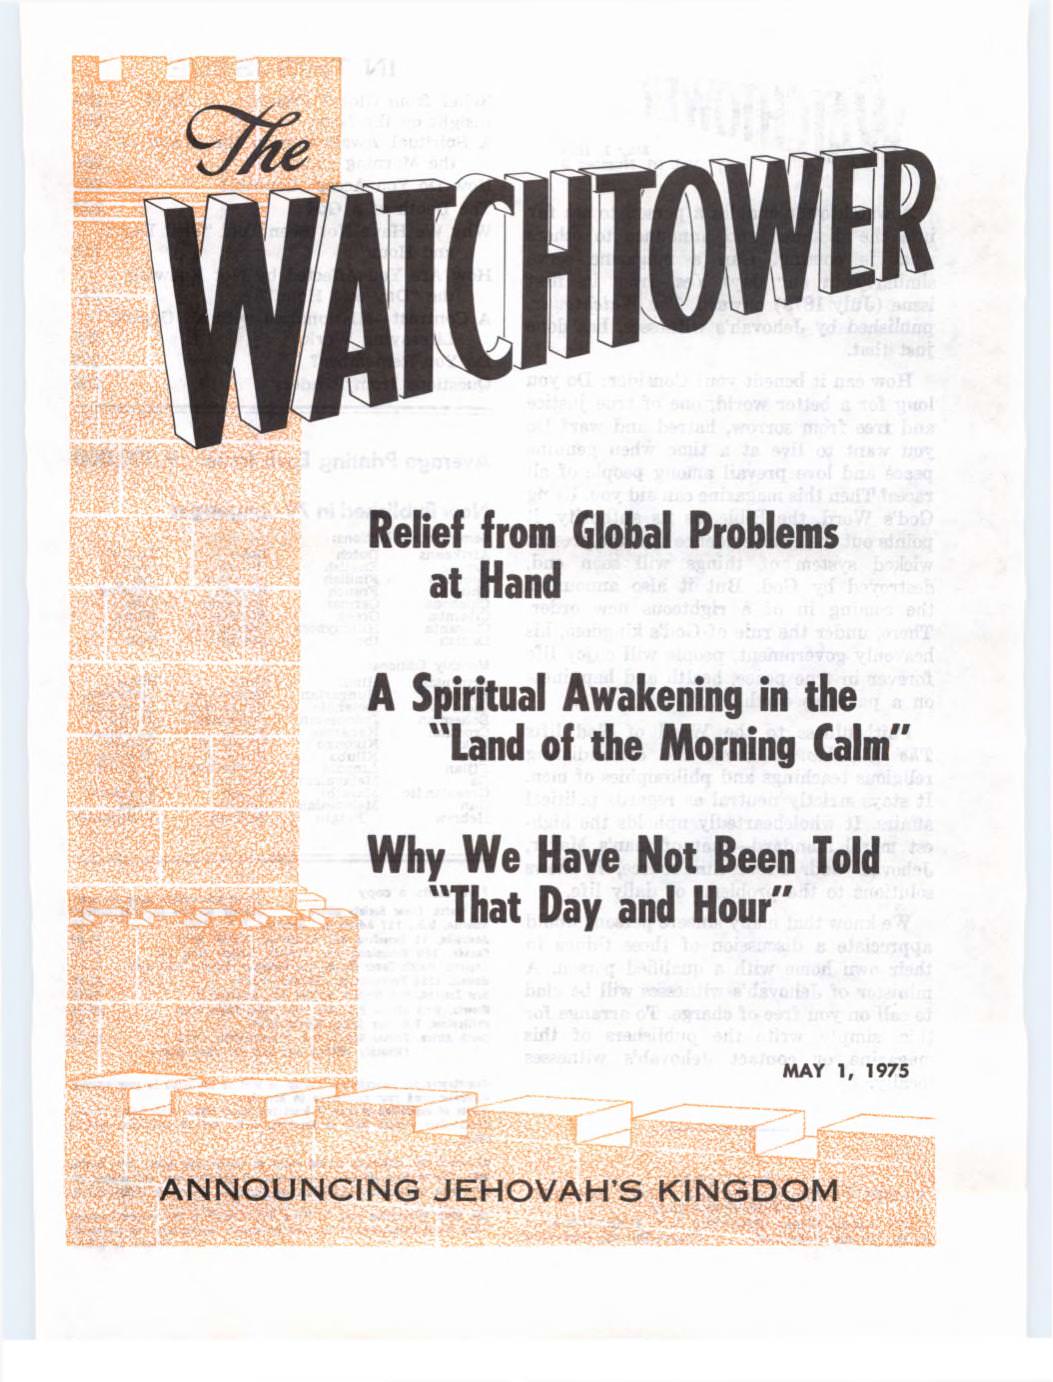 The
WATCHTOWER
Relief from Global Problems
at Hand
A Spiritual Awakening in the
"Land of the Morning Calm"
Why We Have Not Been Told
"That Day and Hour"
MAY 1, 1975
ANNOUNCING JEHOVAH'S KINGDOM